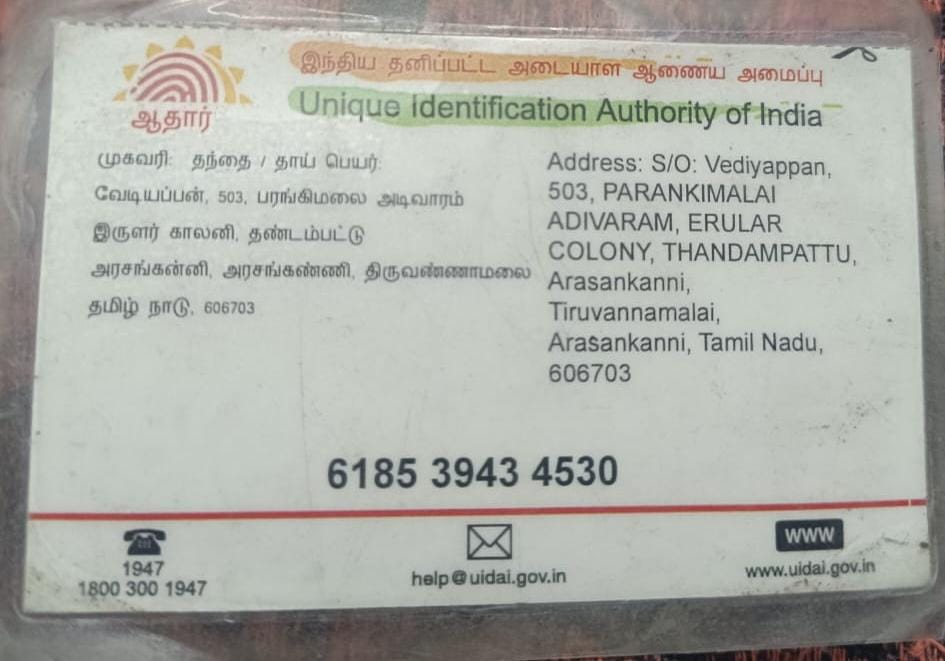 இந்திய தனிப்பட்ட அடையாள ஆணைய அமைப்பு
Unique Identification Authority of India
ஆதார்
முகவரி: தந்தை / தாய் பெயர்:
வேடியப்பன், 503, பரங்கிமலை அடிவாரம்
இருளர் காலனி, தண்டம்பட்டு
அரசங்கன்னி, அரசங்கண்ணி, திருவண்ணாமலை
தமிழ் நாடு, 606703
Address: S/O: Vediyappan,
503, PARANKIMALAI
ADIVARAM, ERULAR
COLONY, THANDAMPATTU,
Arasankanni,
Tiruvannamalai,
Arasankanni, Tamil Nadu,
606703
6185 3943 4530
1947
1800 300 1947
help@uidai.gov.in
WWW
www.uidai.gov.in